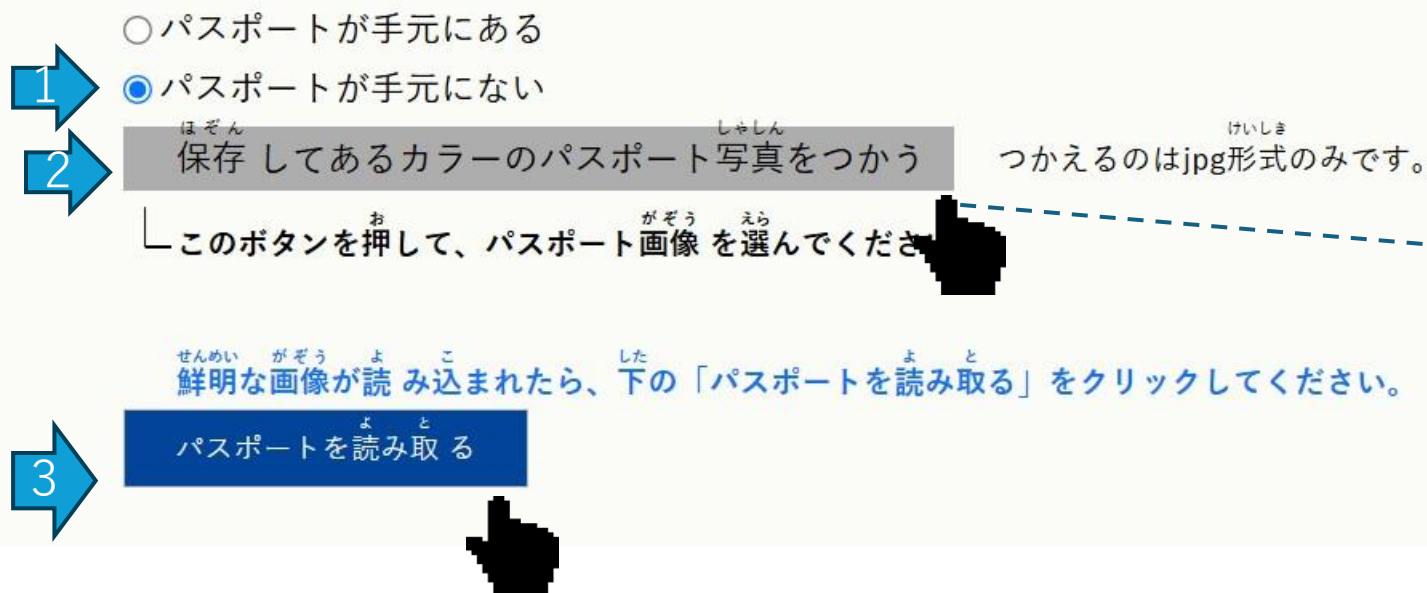 パスポートが手元にある
1
パスポートが手元にない
2
ほぞん しゃしん
保存 してあるカラーのパスポート写真をつかう
けいしき
つかえるのはjpg形式のみです。
お がぞう えら
このボタンを押して、パスポート画像 を選んでくださ
せんめい がぞう よ こ した よ と
鮮明な画像が読 み込まれたら、下の「パスポートを読み取る」をクリックしてください。
よ と
パスポートを読み取 る
3